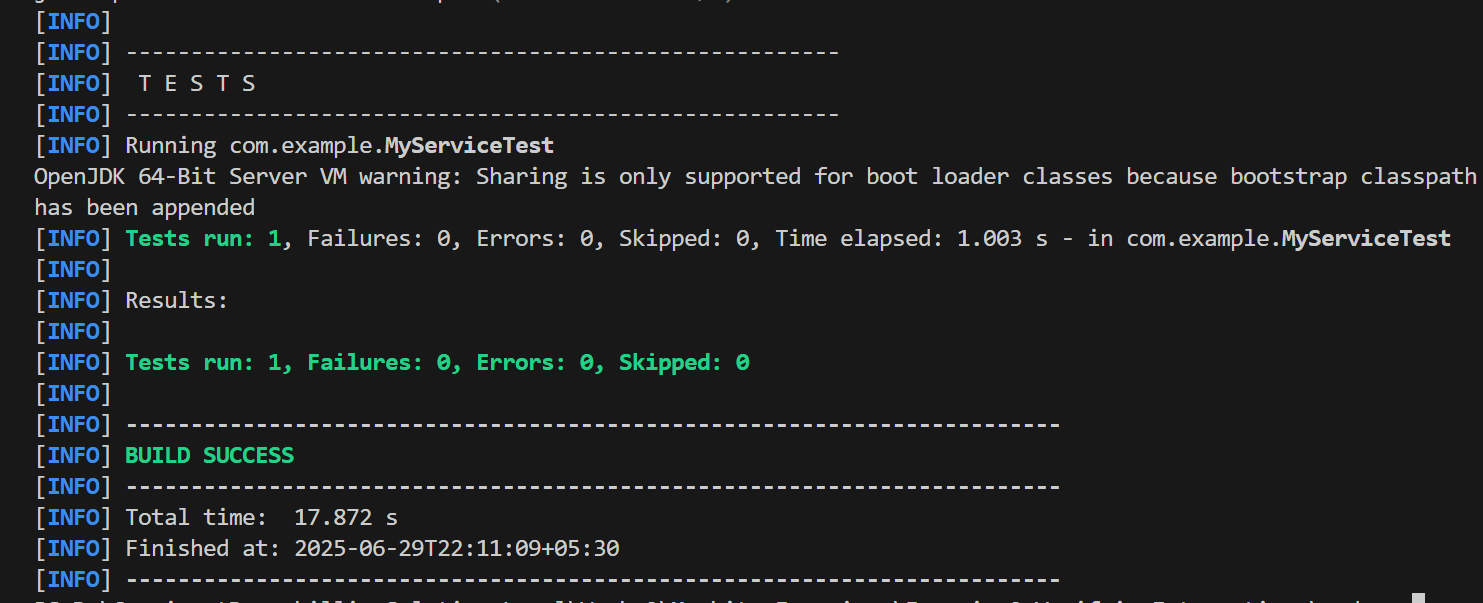 [INFO]
[INFO] -------------------------------------------------------
[INFO]  T E S T S
[INFO] -------------------------------------------------------
[INFO] Running com.example.MyServiceTest
OpenJDK 64-Bit Server VM warning: Sharing is only supported for boot loader classes because bootstrap classpath
has been appended
[INFO] Tests run: 1, Failures: 0, Errors: 0, Skipped: 0, Time elapsed: 1.003 s - in com.example.MyServiceTest
[INFO]
[INFO] Results:
[INFO]
[INFO] Tests run: 1, Failures: 0, Errors: 0, Skipped: 0
[INFO]
[INFO] ------------------------------------------------------------------------
[INFO] BUILD SUCCESS
[INFO] ------------------------------------------------------------------------
[INFO] Total time:  17.872 s
[INFO] Finished at: 2025-06-29T22:11:09+05:30
[INFO] ------------------------------------------------------------------------